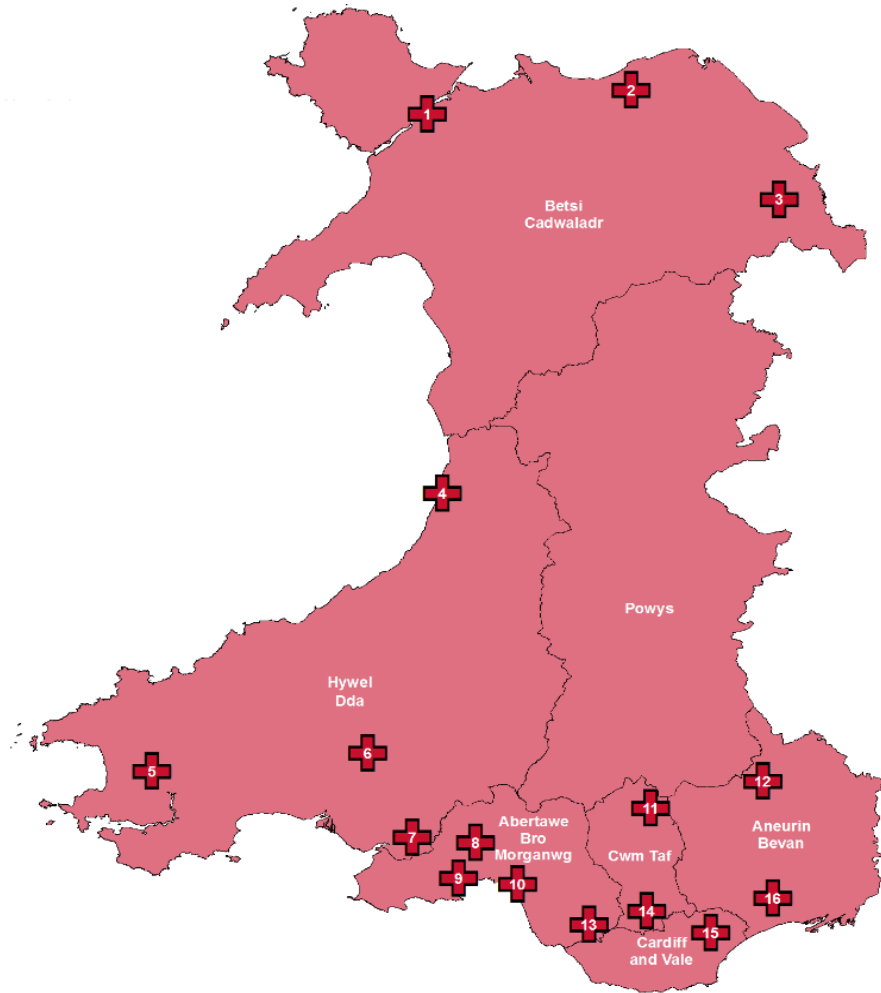 1
2
3
Betsi
Cadwaladr
4
Powys
Hywel
Dda
5
6
7
8
9
10
Abertawe
Bro
Morganwg
11
Cwm Taf
12
Aneurin
Bevan
13
14
15
16
Cardiff
and Vale